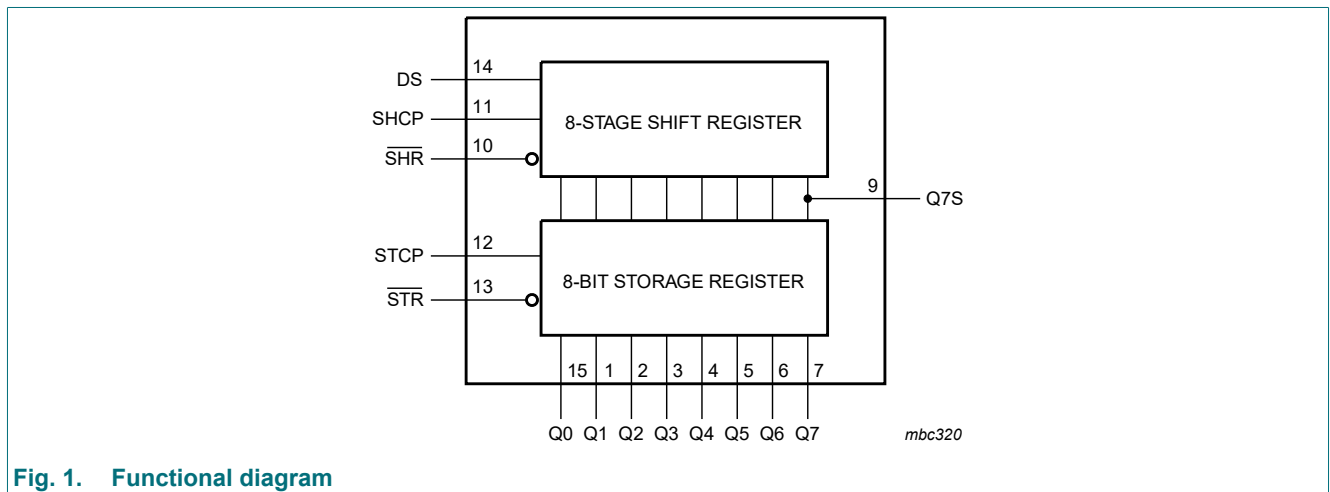 DS 14
SHCP 11
8-STAGE SHIFT REGISTER
S̅H̅R̅ 10
9 Q7S
STCP 12
8-BIT STORAGE REGISTER
S̅T̅R̅ 13
15 1 2 3 4 5 6 7
Q0 Q1 Q2 Q3 Q4 Q5 Q6 Q7
mbc320
Fig. 1. Functional diagram